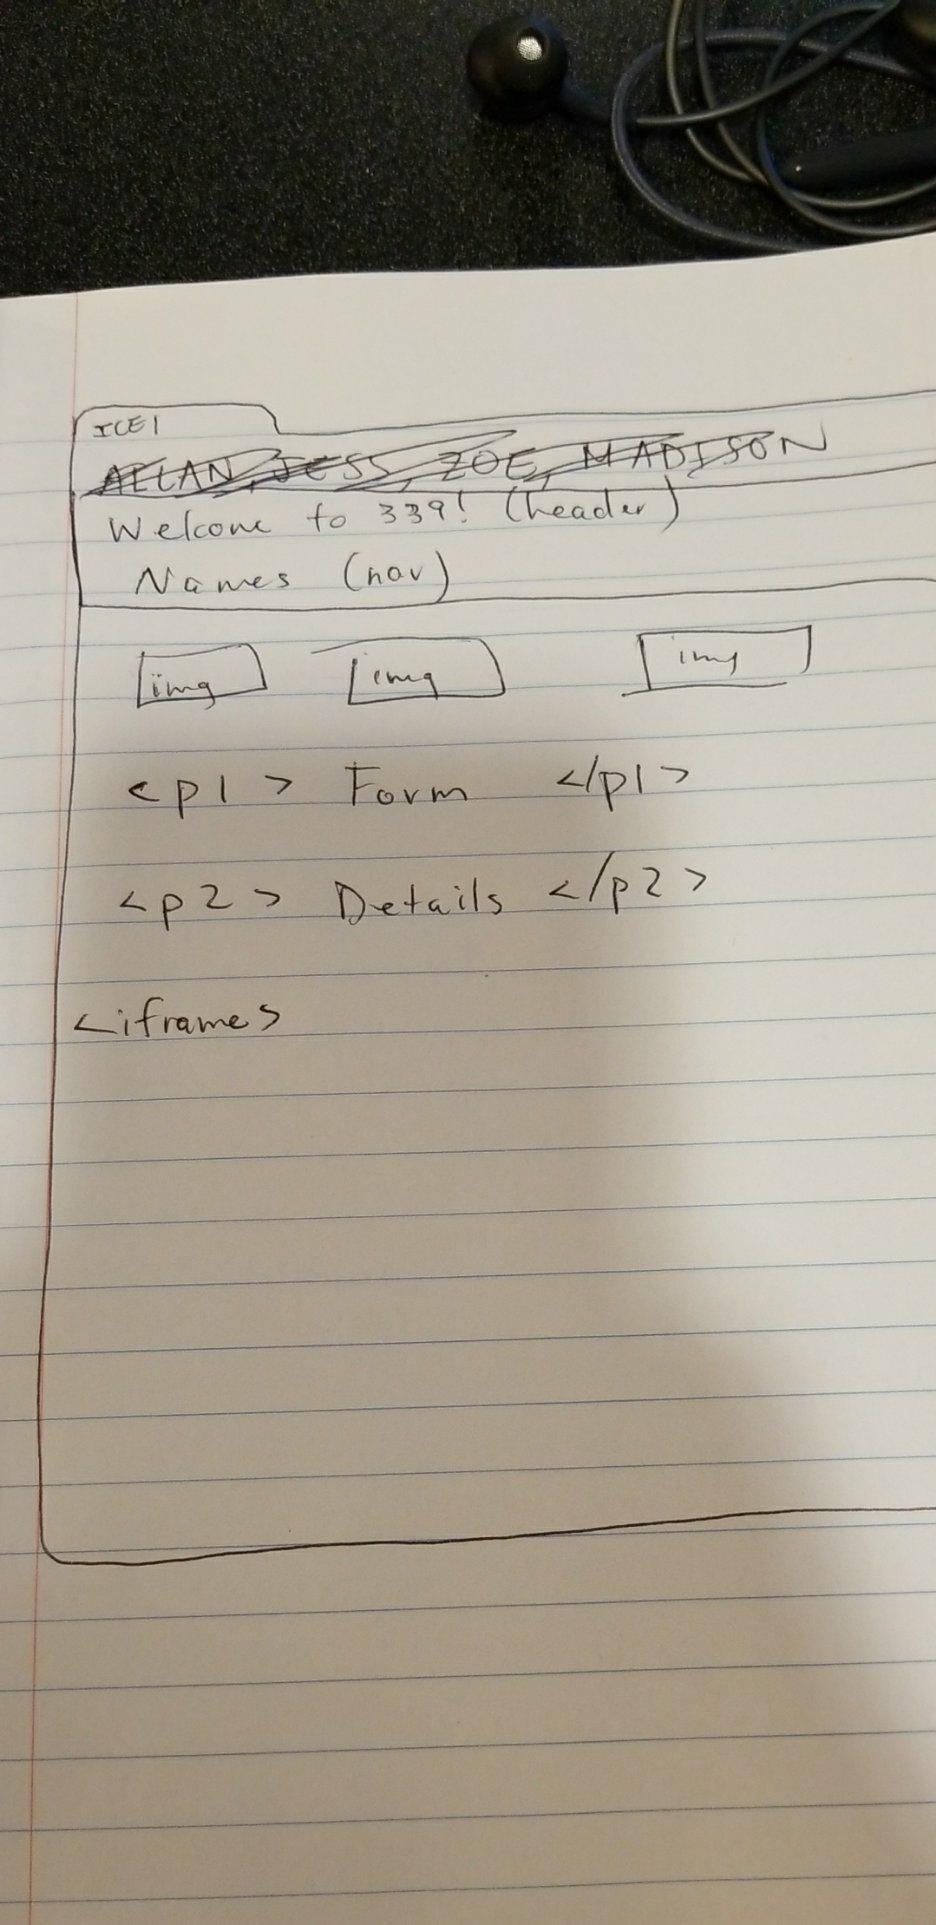 ICE1
ALLAN, JESS, ZOE, MADISON
Welcome to 339! (header)
Names (nav)
img img img
<p1> Form </p1>
<p2> Details </p2>
<iframe>